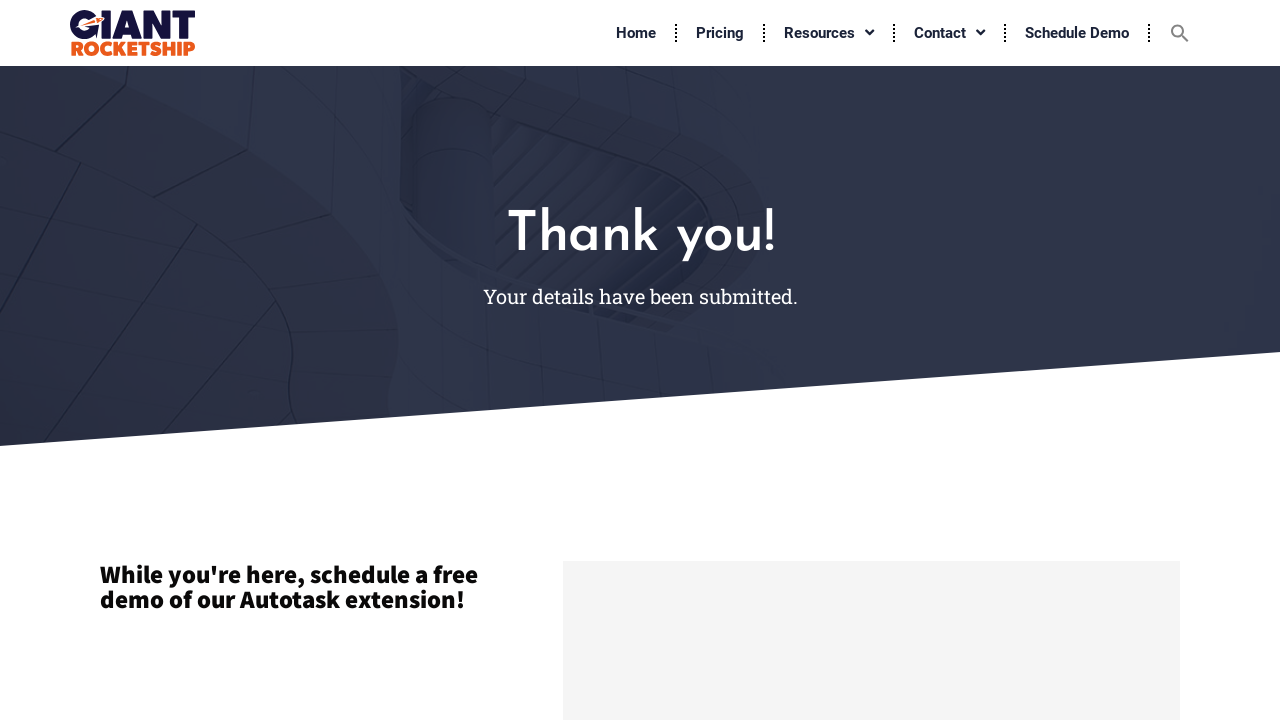 GIANT
ROCKETSHIP
Home
Pricing
Resources
Contact
Schedule Demo
Thank you!
Your details have been submitted.
While you're here, schedule a free
demo of our Autotask extension!